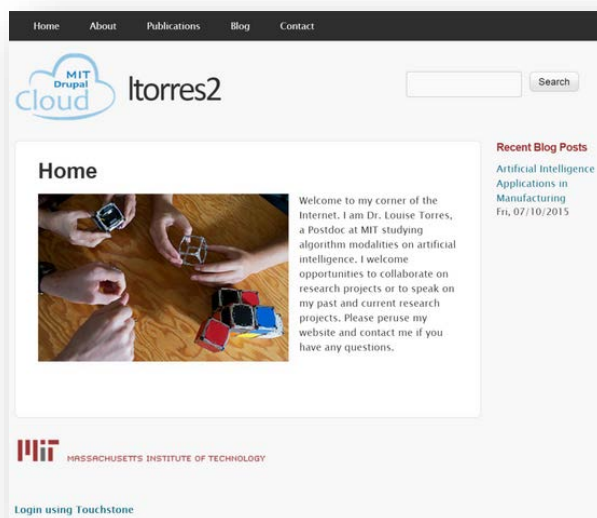 Home About Publications Blog Contact
MIT
Drupal
Cloud
ltorres2
Search
Home
Welcome to my corner of the
Internet. I am Dr. Louise Torres,
a Postdoc at MIT studying
algorithm modalities on artificial
intelligence. I welcome
opportunities to collaborate on
research projects or to speak on
my past and current research
projects. Please peruse my
website and contact me if you
have any questions.
Recent Blog Posts
Artificial Intelligence
Applications in
Manufacturing
Fri, 07/10/2015
MIT MASSACHUSETTS INSTITUTE OF TECHNOLOGY
Login using Touchstone